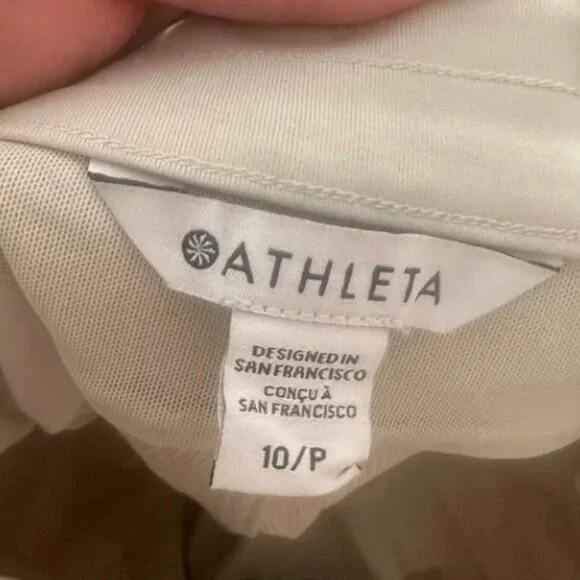 ATHLETA
DESIGNED IN
SAN FRANCISCO
CONÇU À
SAN FRANCISCO
10/P